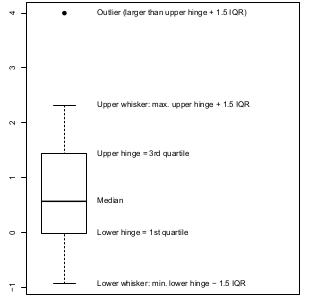 4
Outlier (larger than upper hinge + 1.5 IQR)
3
Upper whisker: max. upper hinge + 1.5 IQR
2
Upper hinge = 3rd quartile
1
Median
0
Lower hinge = 1st quartile
−1
Lower whisker: min. lower hinge − 1.5 IQR